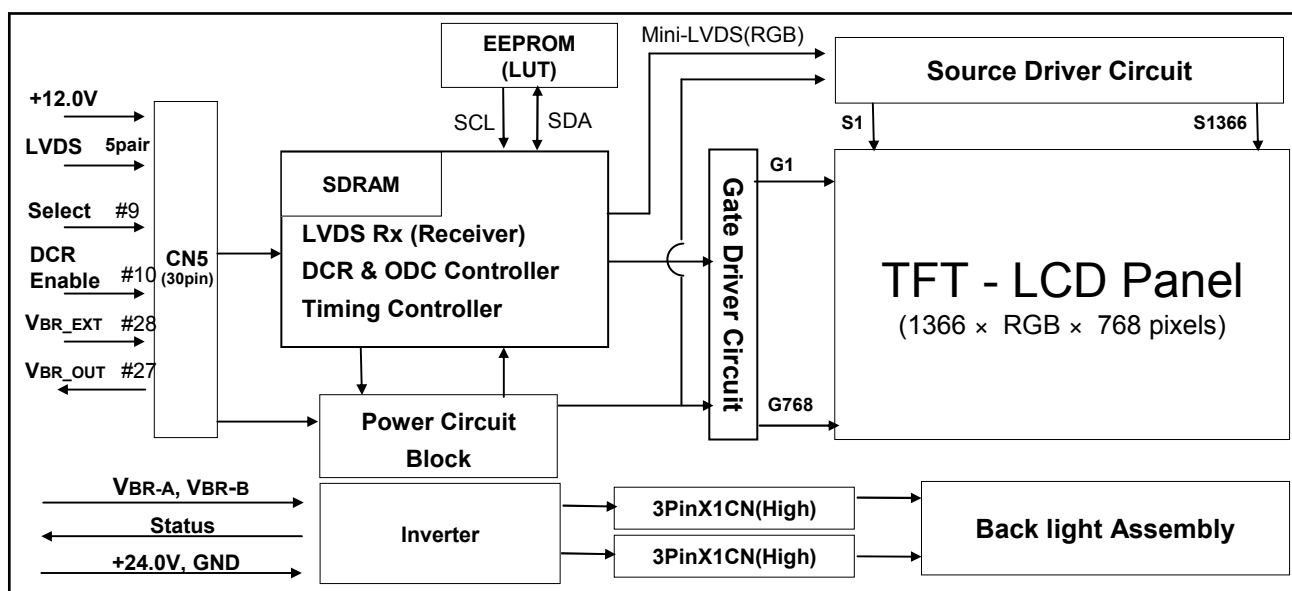 EEPROM
(LUT)
Mini-LVDS(RGB)
Source Driver Circuit
+12.0V
LVDS 5pair
Select #9
DCR
Enable #10
VBR_EXT #28
VBR_OUT #27
CN5
(30pin)
SCL
SDA
SDRAM
LVDS Rx (Receiver)
DCR & ODC Controller
Timing Controller
S1
S1366
G1
Gate Driver Circuit
G768
TFT - LCD Panel
(1366 × RGB × 768 pixels)
Power Circuit
Block
VBR-A, VBR-B
Status
+24.0V, GND
Inverter
3PinX1CN(High)
3PinX1CN(High)
Back light Assembly